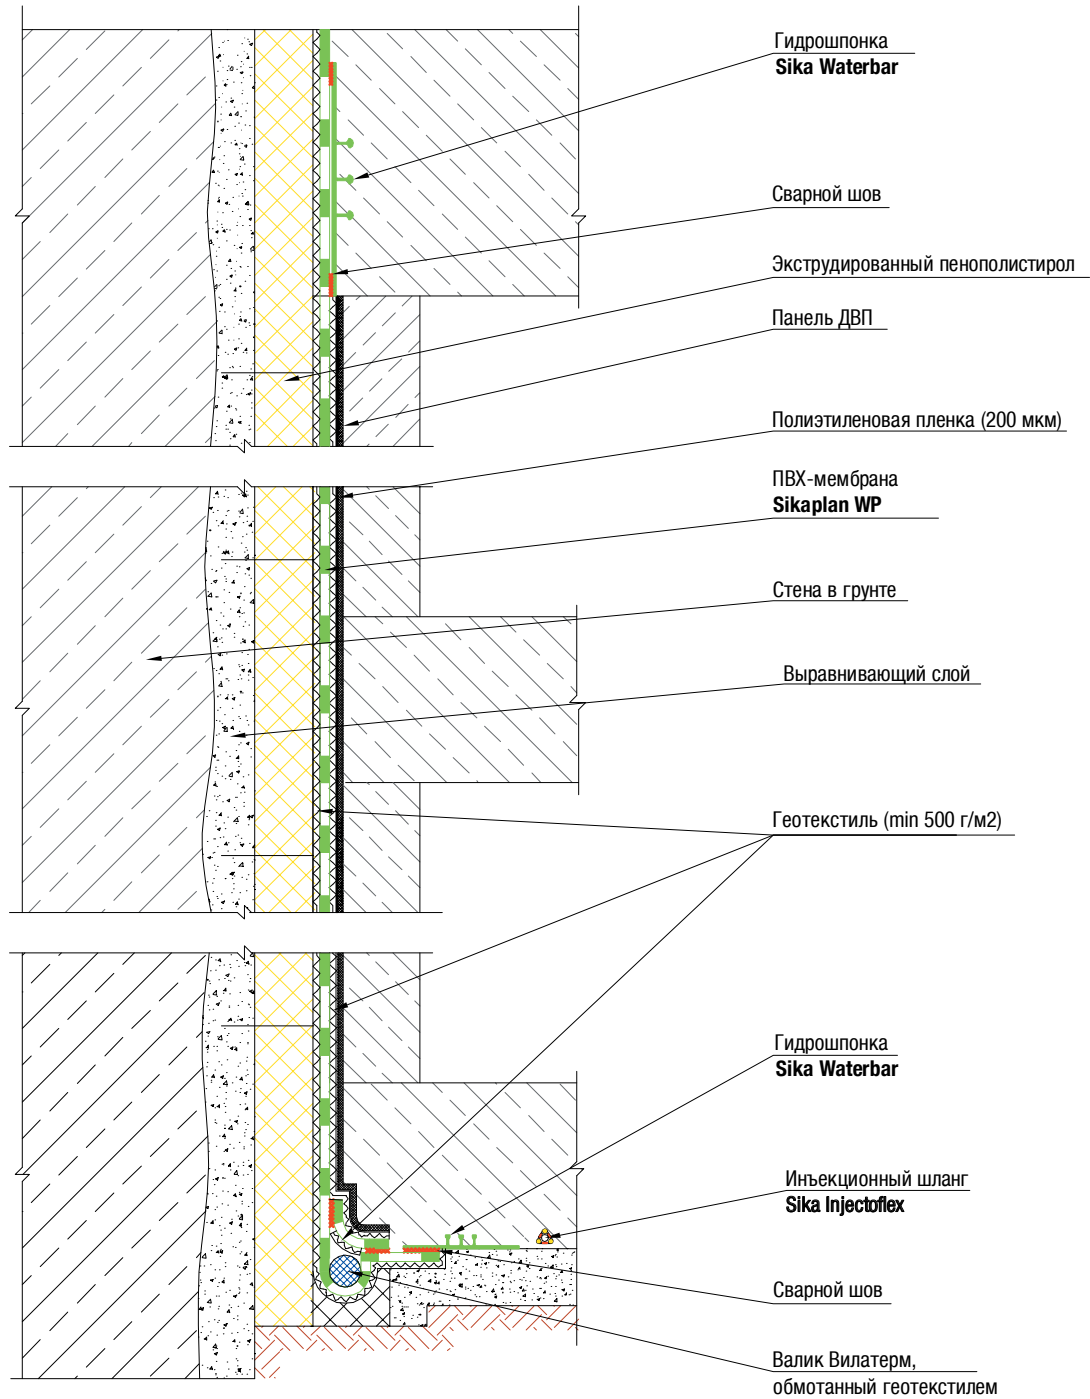 Гидрошпонка
Sika Waterbar
Сварной шов
Экструдированный пенополистирол
Панель ДВП
Полиэтиленовая пленка (200 мкм)
ПВХ-мембрана
Sikaplan WP
Стена в грунте
Выравнивающий слой
Геотекстиль (min 500 г/м2)
Гидрошпонка
Sika Waterbar
Инъекционный шланг
Sika Injectoflex
Сварной шов
Валик Вилатерм,
обмотанный геотекстилем